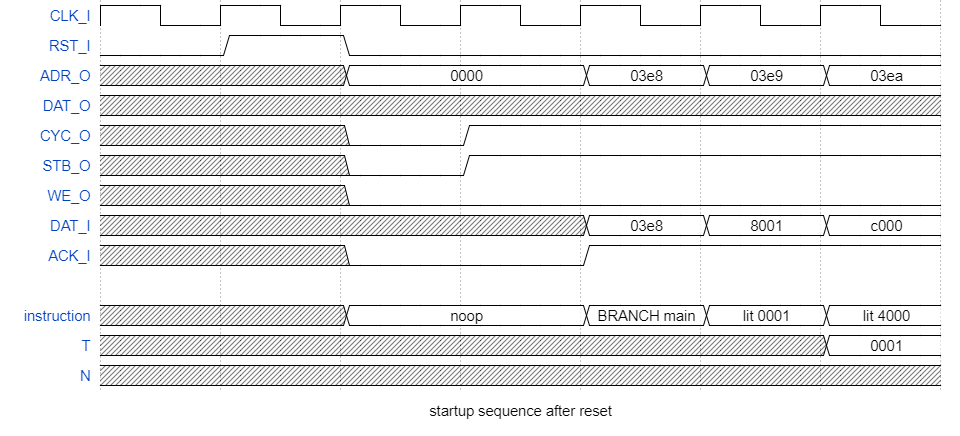 CLK_I
RST_I
ADR_O 0000 03e8 03e9 03ea
DAT_O
CYC_O
STB_O
WE_O
DAT_I 03e8 8001 c000
ACK_I
instruction noop BRANCH main lit 0001 lit 4000
T 0001
N
startup sequence after reset